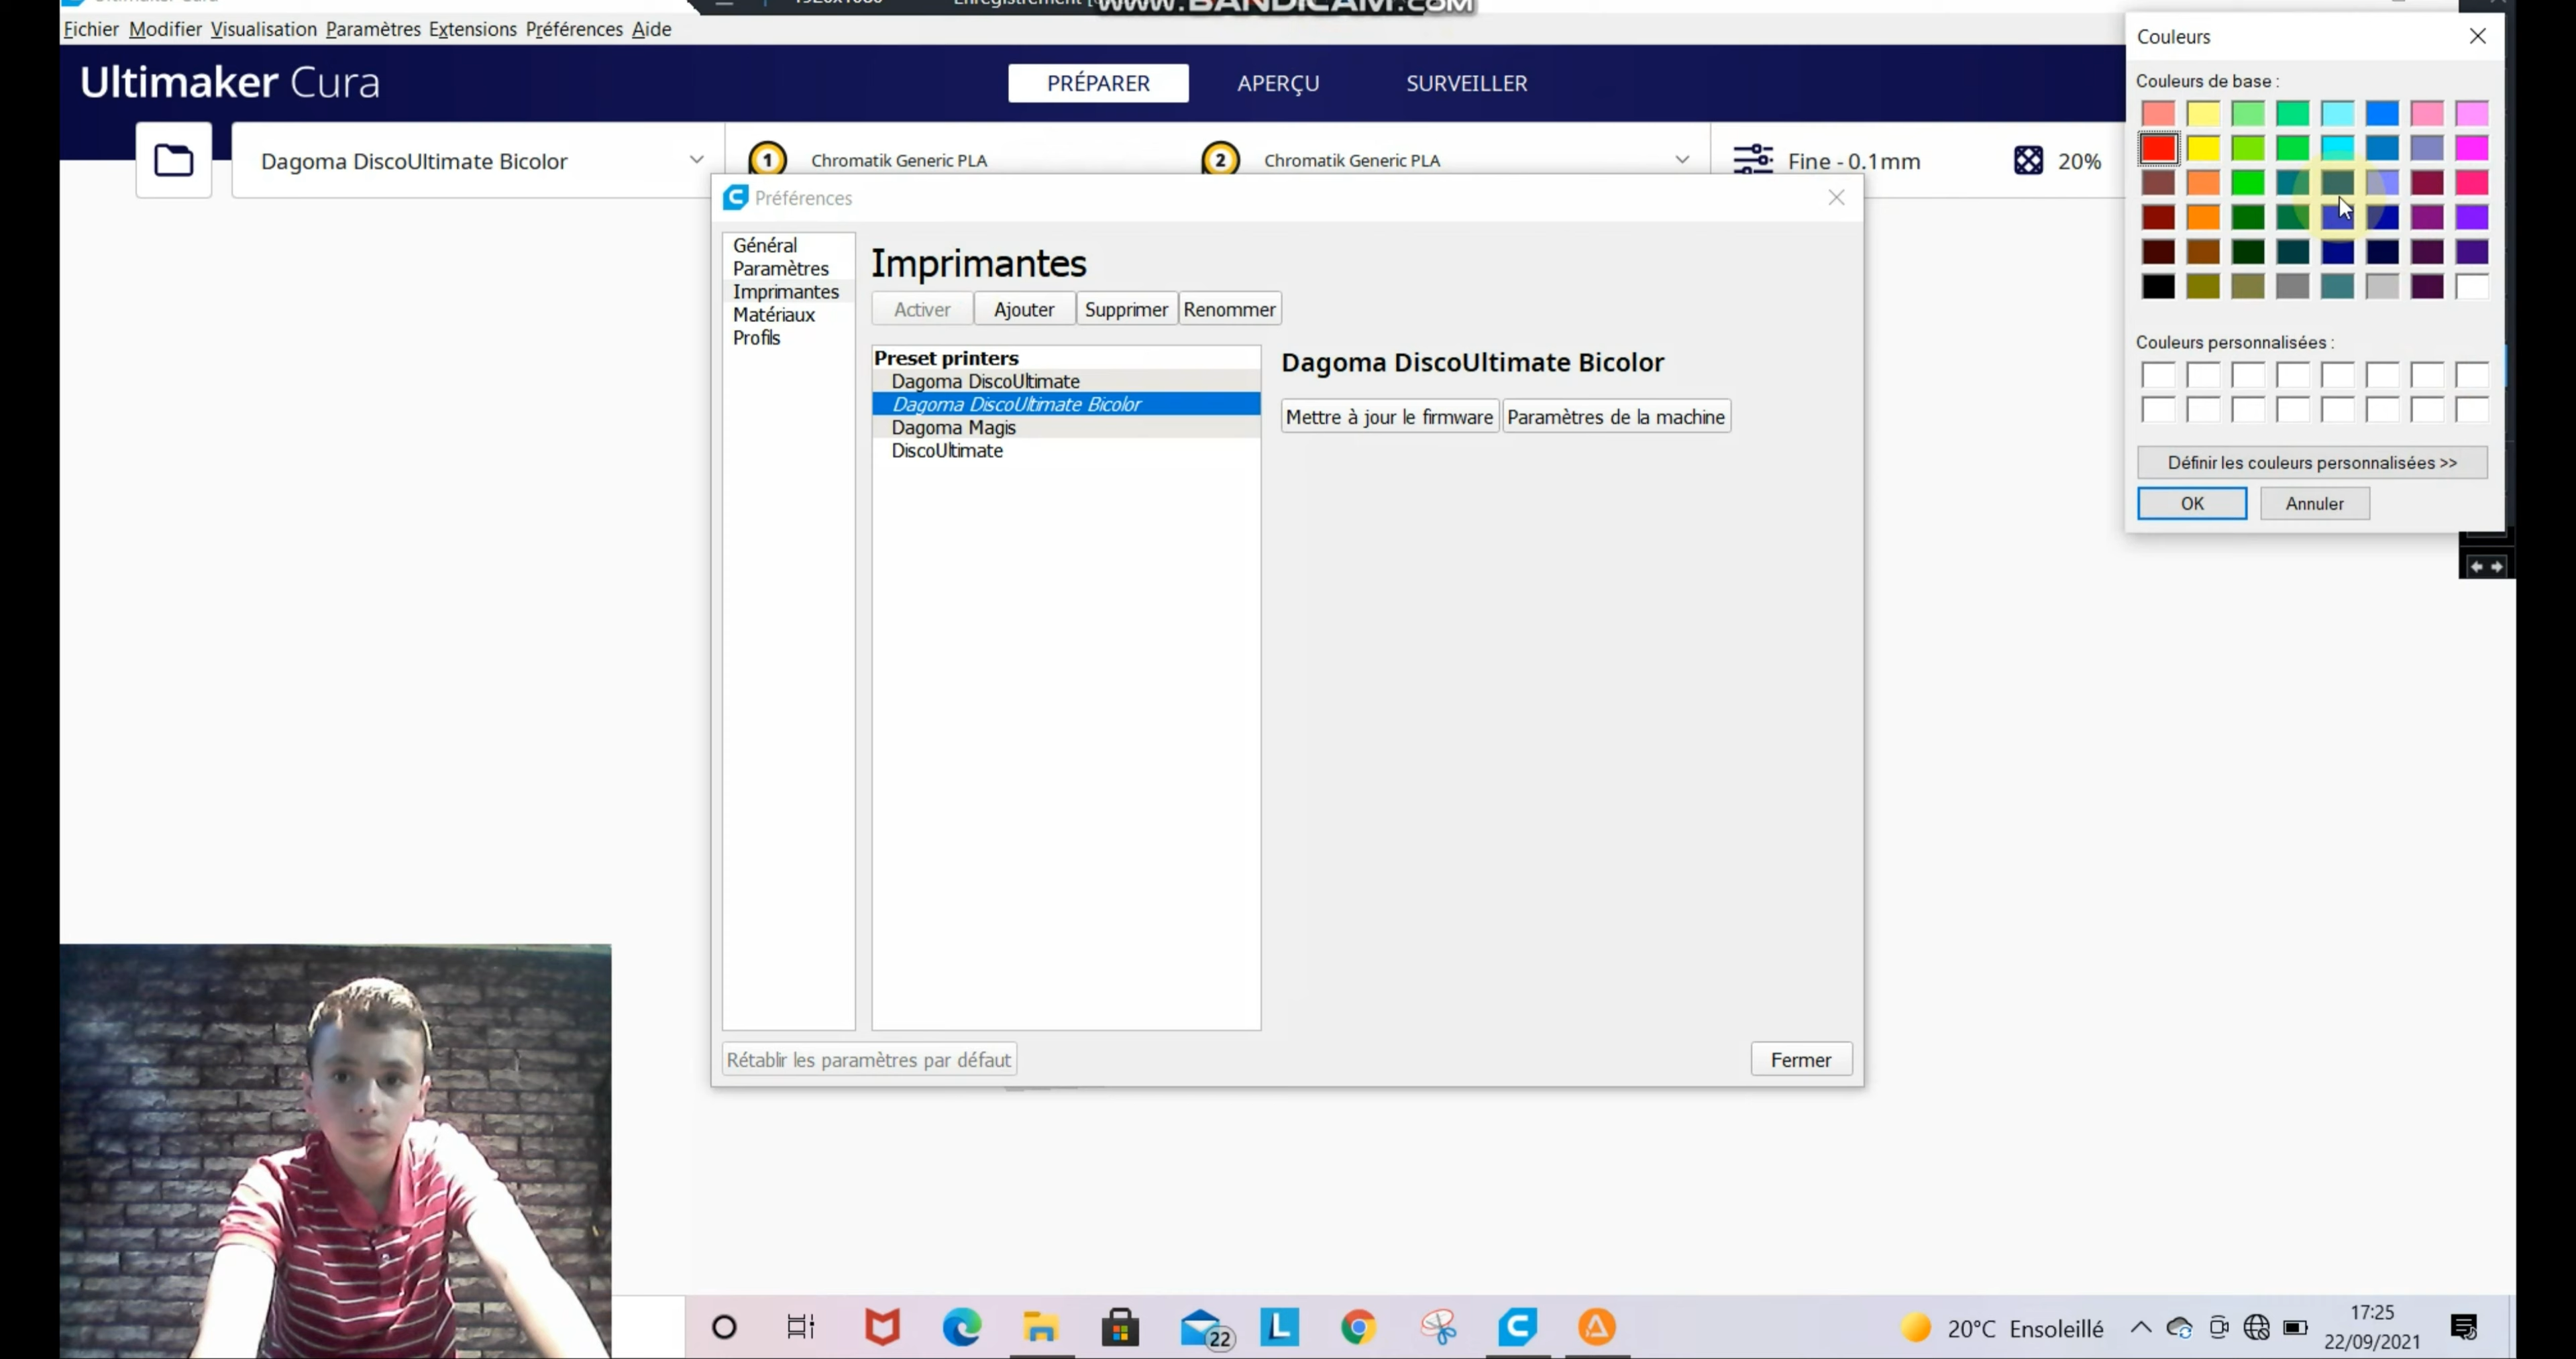 Ultimaker Cura
1920x1080
Enregistrement
www.BANDICAM.com
Fichier Modifier Visualisation Paramètres Extensions Préférences Aide
Ultimaker Cura
PRÉPARER
APERÇU
SURVEILLER
Dagoma DiscoUltimate Bicolor
1
Chromatik Generic PLA
2
Chromatik Generic PLA
Fine - 0.1mm
20%
Préférences
Général
Paramètres
Imprimantes
Matériaux
Profils
Imprimantes
Activer
Ajouter
Supprimer
Renommer
Preset printers
Dagoma DiscoUltimate
Dagoma DiscoUltimate Bicolor
Dagoma Magis
DiscoUltimate
Dagoma DiscoUltimate Bicolor
Mettre à jour le firmware
Paramètres de la machine
Rétablir les paramètres par défaut
Fermer
Couleurs
Couleurs de base :
Couleurs personnalisées :
Définir les couleurs personnalisées >>
OK
Annuler
22
L
20°C Ensoleillé
17:25
22/09/2021